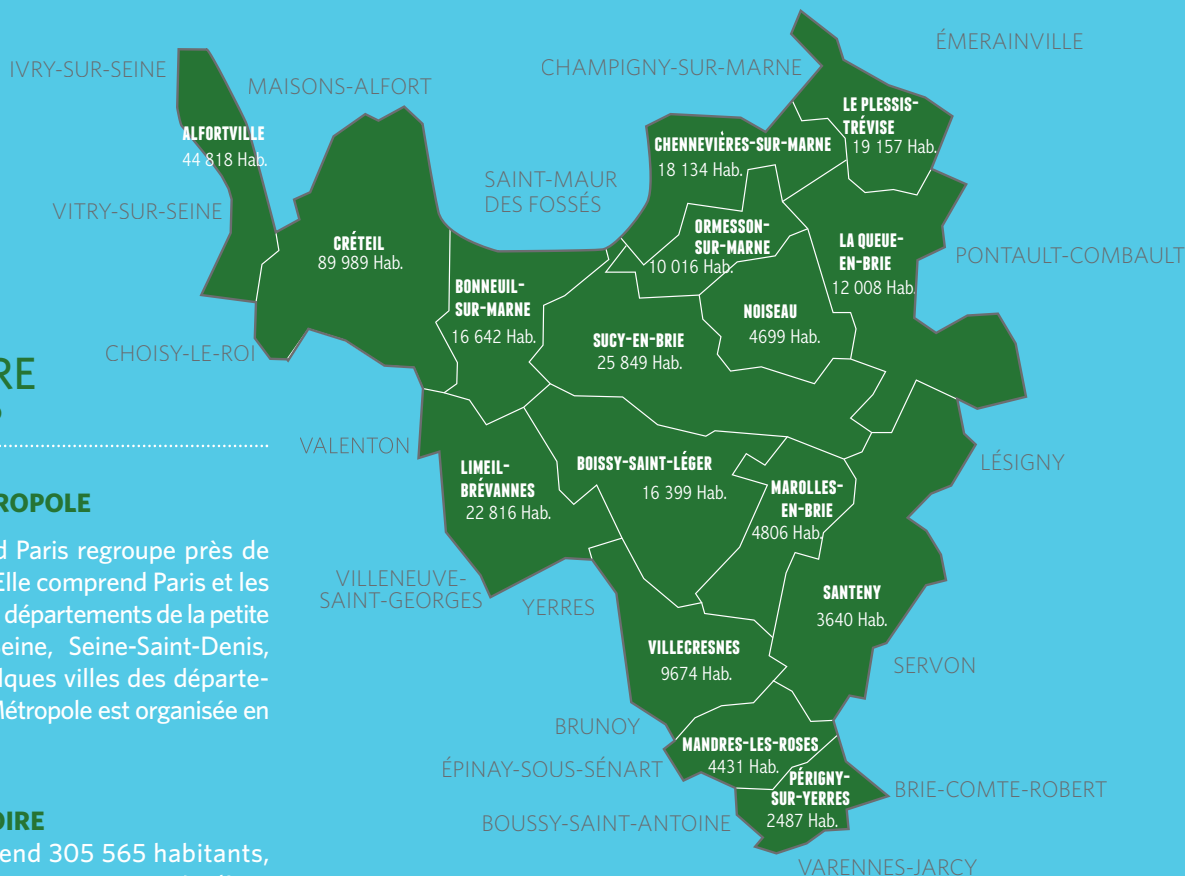 ÉMERAINVILLE
IVRY-SUR-SEINE
CHAMPIGNY-SUR-MARNE
MAISONS-ALFORT
LE PLESSIS-
TRÉVISE
19 157 Hab.
ALFORTVILLE
44 818 Hab.
CHENNEVIÈRES-SUR-MARNE
18 134 Hab.
SAINT-MAUR
DES FOSSÉS
VITRY-SUR-SEINE
ORMESSON-
SUR-MARNE
10 016 Hab.
CRÉTEIL
89 989 Hab.
LA QUEUE-
EN-BRIE
12 008 Hab.
PONTAULT-COMBAULT
BONNEUIL-
SUR-MARNE
16 642 Hab.
NOISEAU
4699 Hab.
SUCY-EN-BRIE
25 849 Hab.
CHOISY-LE-ROI
RE
VALENTON
LIMEIL-
BRÉVANNES
22 816 Hab.
BOISSY-SAINT-LÉGER
16 399 Hab.
LÉSIGNY
MAROLLES-
EN-BRIE
4806 Hab.
ROPOLE
d Paris regroupe près de
Elle comprend Paris et les
départements de la petite
eine, Seine-Saint-Denis,
lques villes des départe-
Métropole est organisée en
VILLENEUVE-
SAINT-GEORGES
YERRES
SANTENY
3640 Hab.
VILLECRESNES
9674 Hab.
SERVON
BRUNOY
MANDRES-LES-ROSES
4431 Hab.
ÉPINAY-SOUS-SÉNART
PÉRIGNY-
SUR-YERRES
2487 Hab.
BRIE-COMTE-ROBERT
BOUSSY-SAINT-ANTOINE
VARENNES-JARCY
OIRE
end 305 565 habitants,